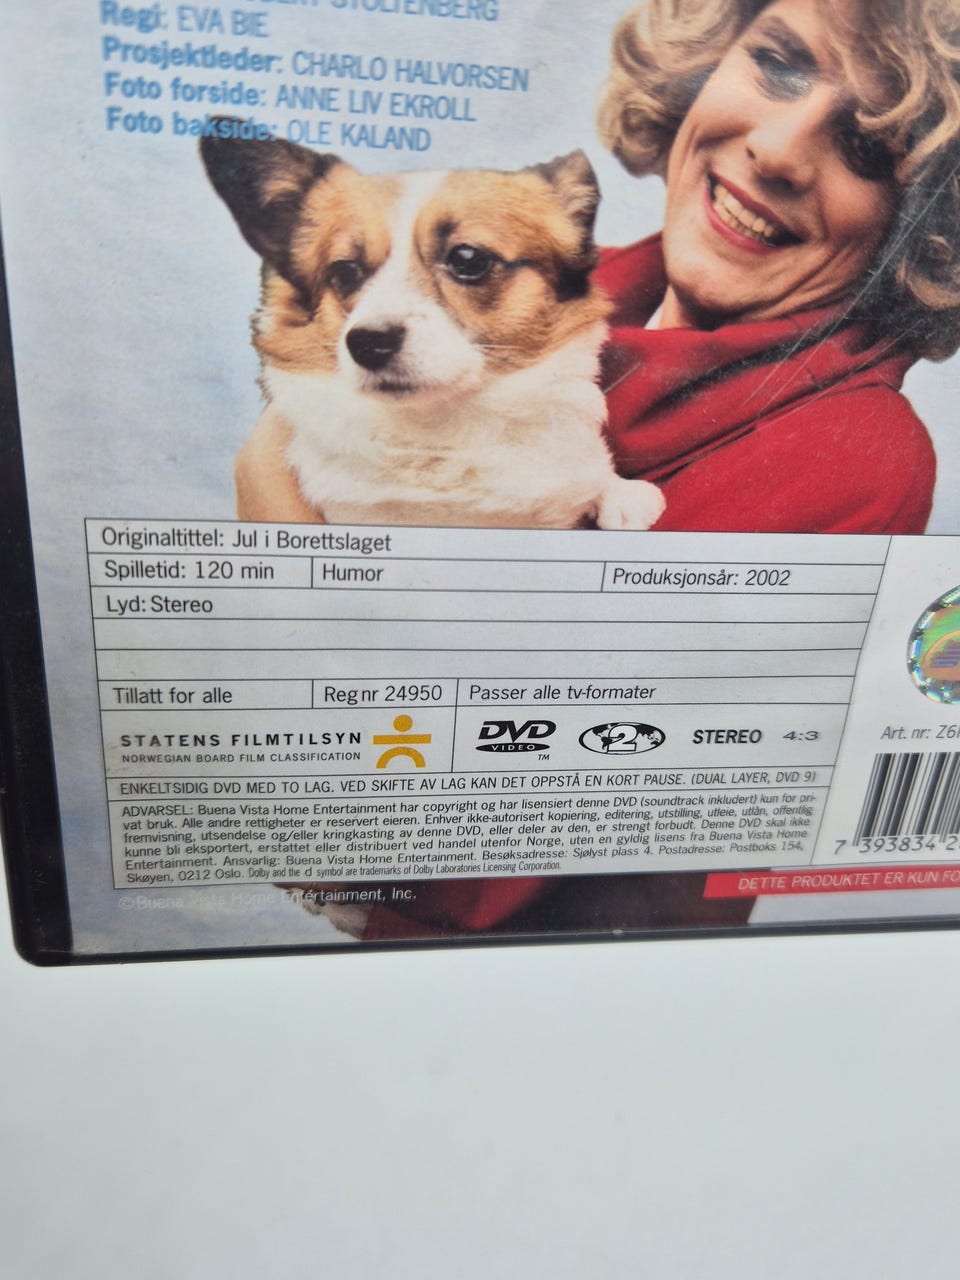 STOLTENBERG
Regi: EVA BIE
Prosjektleder: CHARLO HALVORSEN
Foto forside: ANNE LIV EKROLL
Foto bakside: OLE KALAND
Originaltittel: Jul i Borettslaget
Spilletid: 120 min Humor Produksjonsår: 2002
Lyd: Stereo
Tillatt for alle Reg nr 24950 Passer alle tv-formater
STATENS FILMTILSYN
NORWEGIAN BOARD FILM CLASSIFICATION
DVD VIDEO TM 2 STEREO 4:3
ENKELTSIDIG DVD MED TO LAG. VED SKIFTE AV LAG KAN DET OPPSTÅ EN KORT PAUSE. (DUAL LAYER, DVD 9)
ADVARSEL: Buena Vista Home Entertainment har copyright og har lisensiert denne DVD (soundtrack inkludert) kun for pri-
vat bruk. Alle andre rettigheter er reservert eieren. Enhver ikke-autorisert kopiering, editering, utstilling, utleie, utlån, offentlig
fremvisning, utsendelse og/eller kringkasting av denne DVD, eller deler av den, er strengt forbudt. Denne DVD skal ikke
kunne bli eksportert, erstattet eller distribuert ved handel utenfor Norge, uten en gyldig lisens fra Buena Vista Home
Entertainment. Ansvarlig: Buena Vista Home Entertainment. Besøksadresse: Sjølyst plass 4. Postadresse: Postboks 154,
Skøyen, 0212 Oslo. Dolby and the d symbol are trademarks of Dolby Laboratories Licensing Corporation.
©Buena Vista Home Entertainment, Inc.
Art. nr: Z6
7 393834 2
DETTE PRODUKTET ER KUN FO